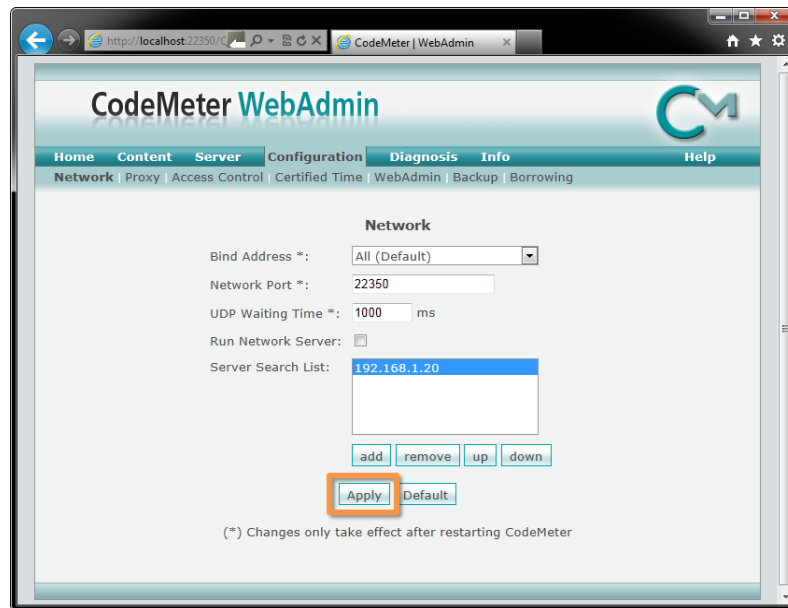 http://localhost:22350/C
CodeMeter | WebAdmin
CodeMeter WebAdmin
CM
Home Content Server Configuration Diagnosis Info Help
Network | Proxy | Access Control | Certified Time | WebAdmin | Backup | Borrowing
Network
Bind Address *: All (Default)
Network Port *: 22350
UDP Waiting Time *: 1000 ms
Run Network Server:
Server Search List: 192.168.1.20
add remove up down
Apply Default
(*) Changes only take effect after restarting CodeMeter